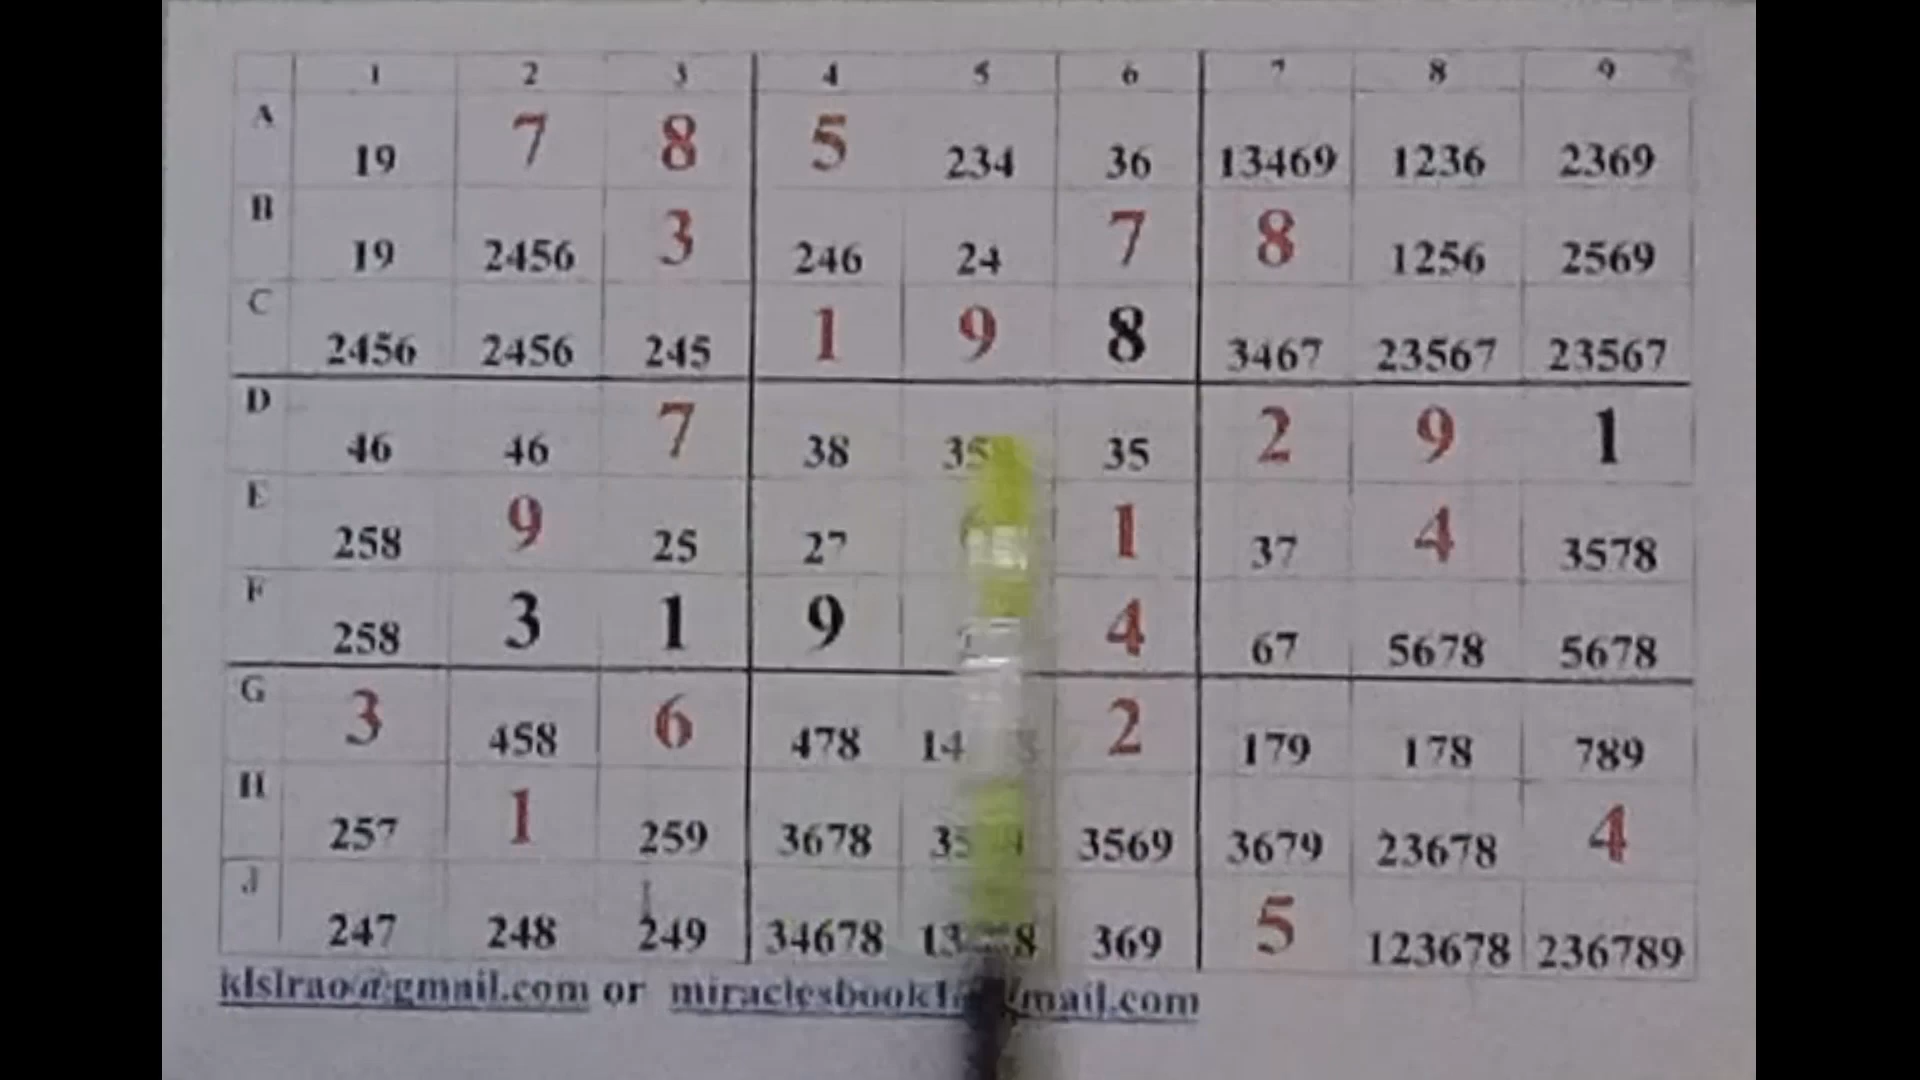 1 2 3 4 5 6 7 8 9
A 19 7 8 5 234 36 13469 1236 2369
B 19 2456 3 246 24 7 8 1256 2569
C 2456 2456 245 1 9 8 3467 23567 23567
D 46 46 7 38 35 2 9 1
E 258 9 25 27 1 37 4 3578
F 258 3 1 9 4 67 5678 5678
G 3 458 6 478 2 179 178 789
H 257 1 259 3678 3569 3679 23678 4
J 247 248 249 34678 369 5 123678 236789
klslrao@gmail.com or